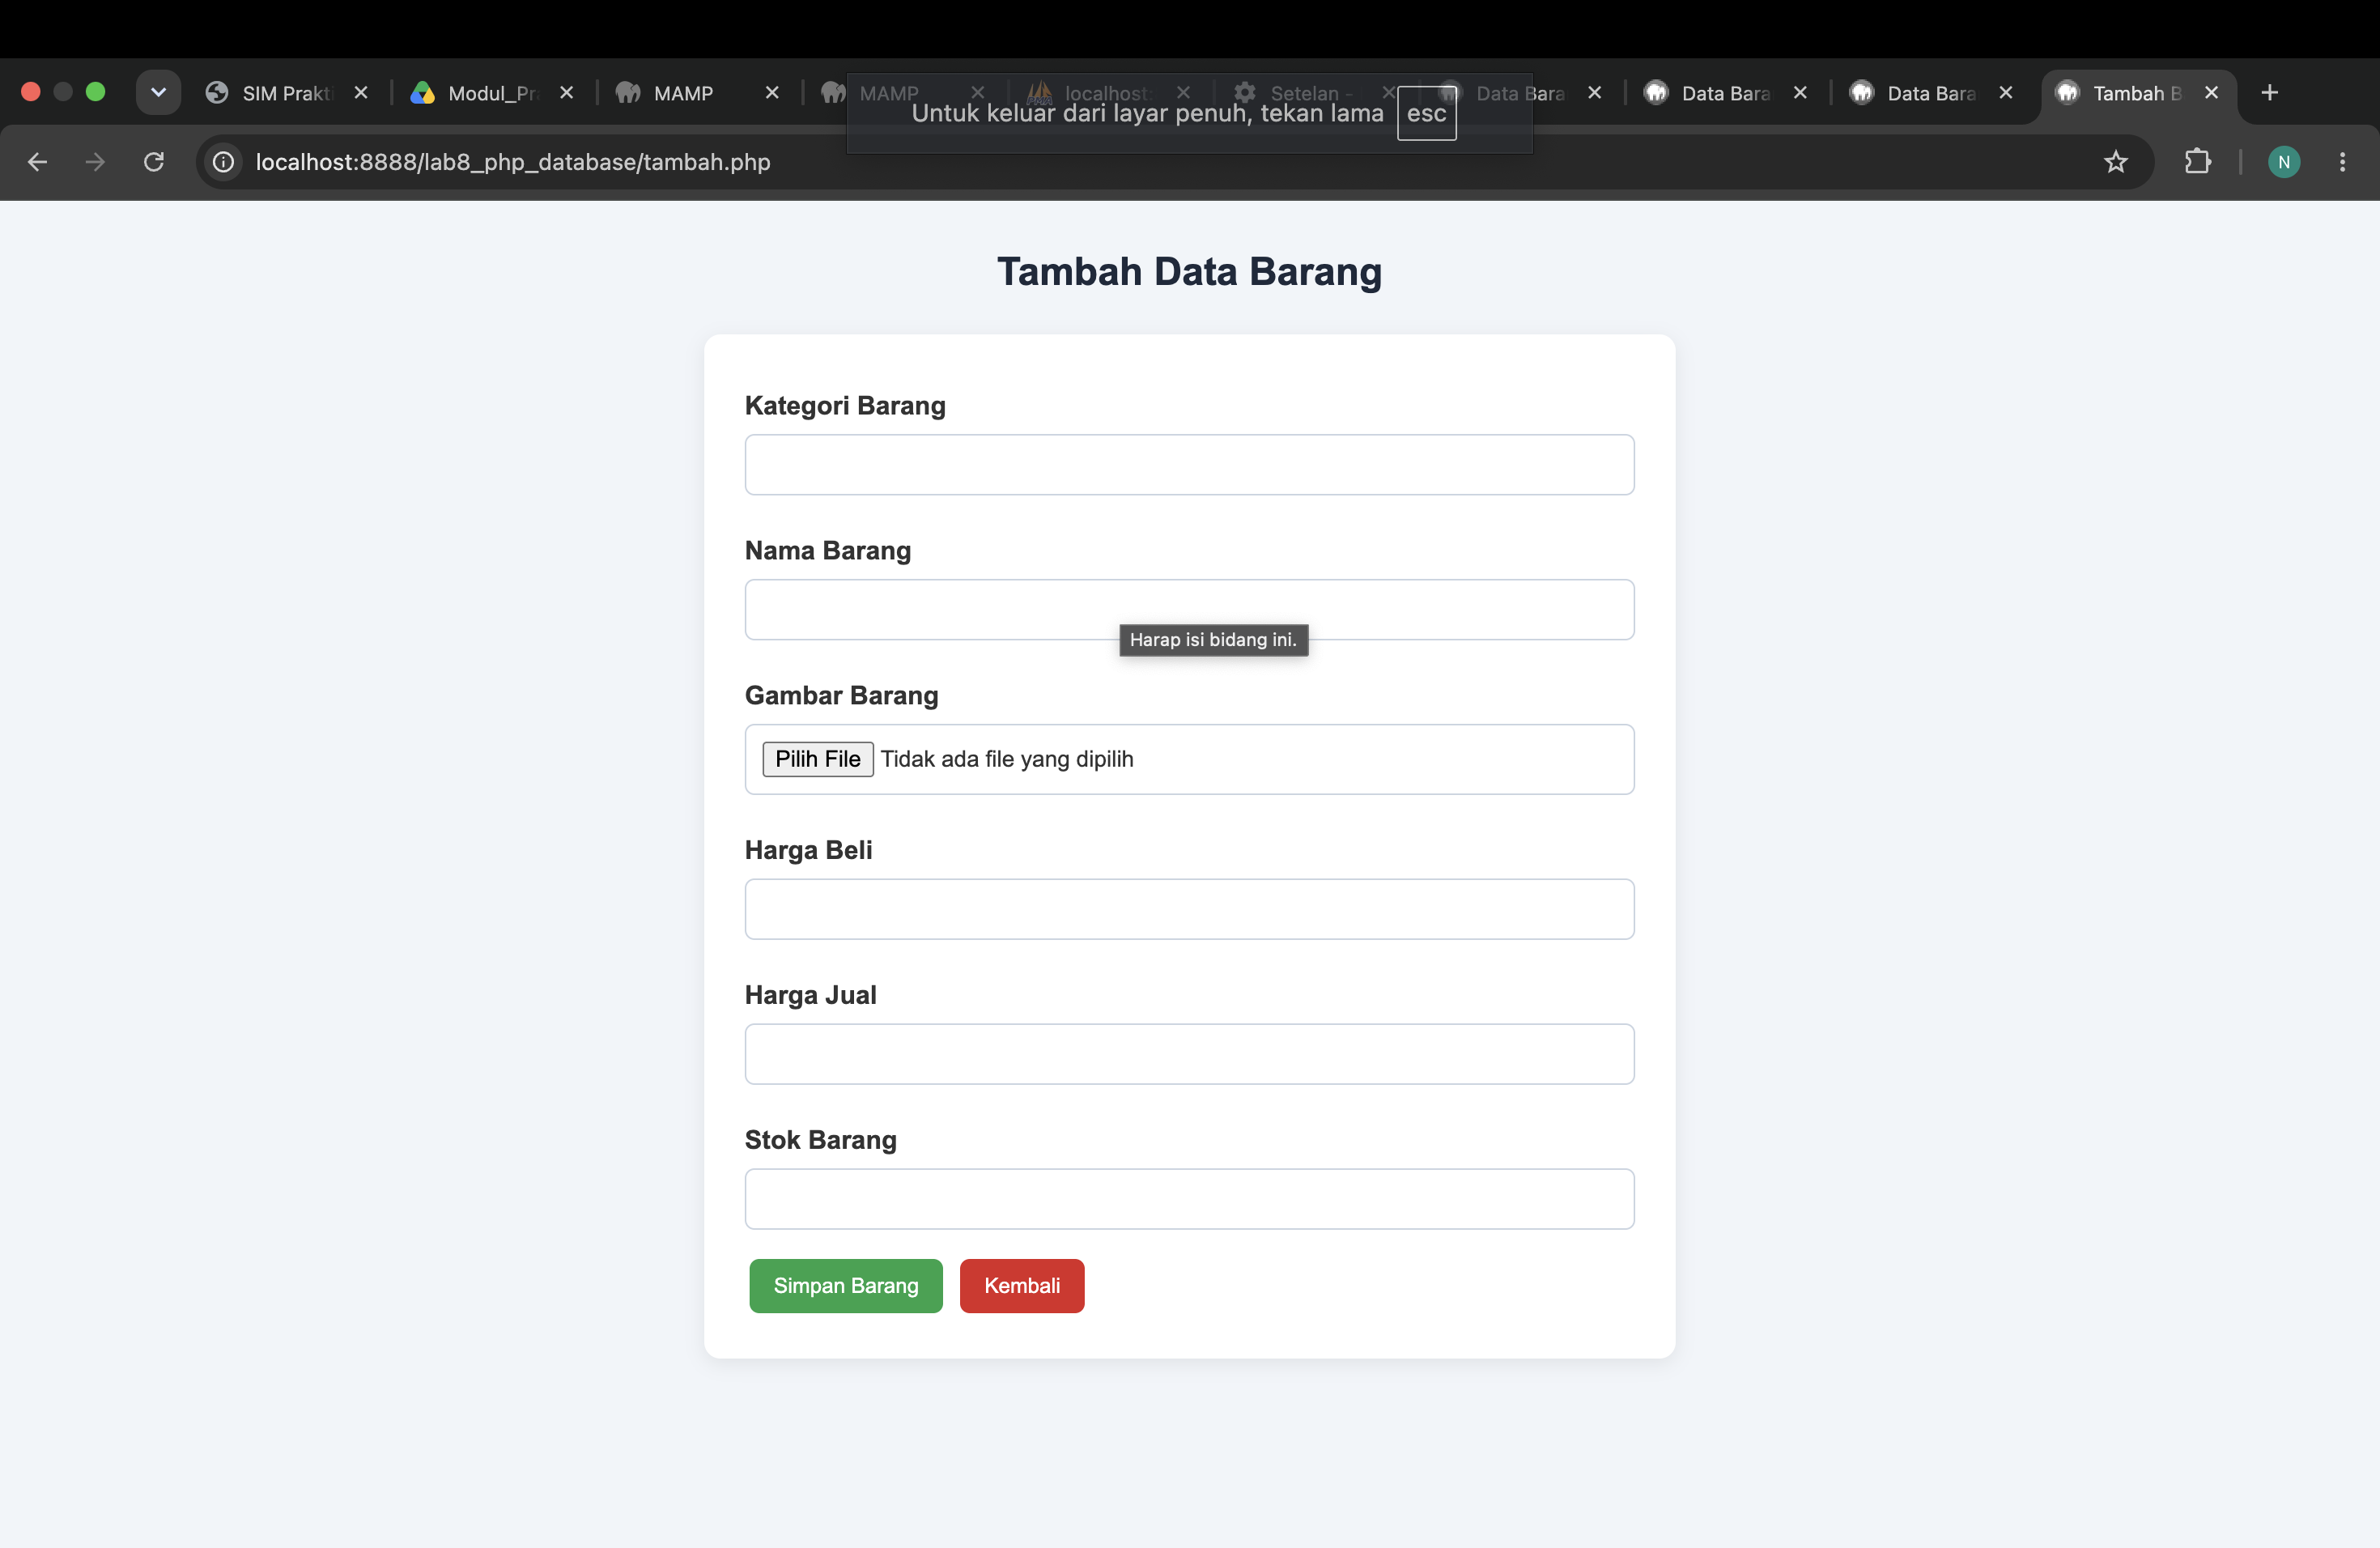 SIM Prakti
Modul_Pra
MAMP
MAMP
localhost:
Setelan -
Data Bara
Data Bara
Data Bara
Tambah B
Untuk keluar dari layar penuh, tekan lama esc
localhost:8888/lab8_php_database/tambah.php
N
Tambah Data Barang
Kategori Barang
Nama Barang
Harap isi bidang ini.
Gambar Barang
Pilih File Tidak ada file yang dipilih
Harga Beli
Harga Jual
Stok Barang
Simpan Barang
Kembali